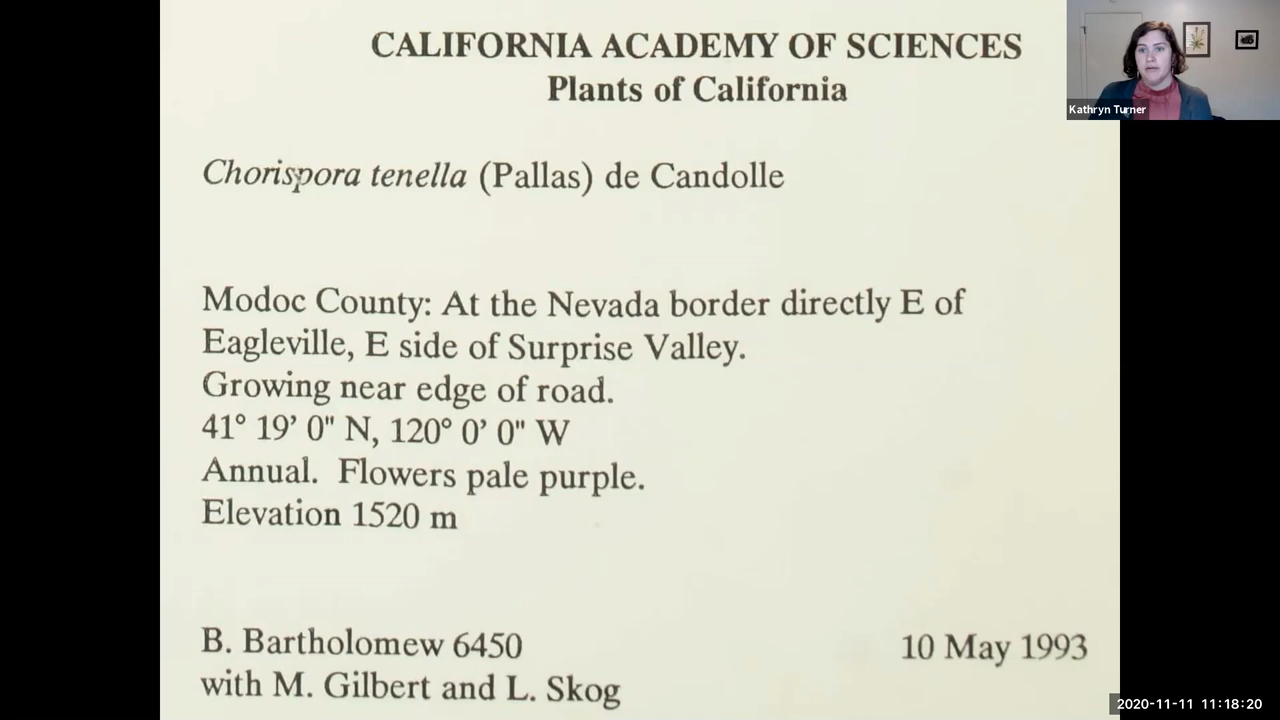 CALIFORNIA ACADEMY OF SCIENCES
Plants of California
Kathryn Turner
Chorispora tenella (Pallas) de Candolle
Modoc County: At the Nevada border directly E of
Eagleville, E side of Surprise Valley.
Growing near edge of road.
41° 19’ 0" N, 120° 0’ 0" W
Annual.  Flowers pale purple.
Elevation 1520 m
B. Bartholomew 6450
10 May 1993
with M. Gilbert and L. Skog
2020-11-11 11:18:20